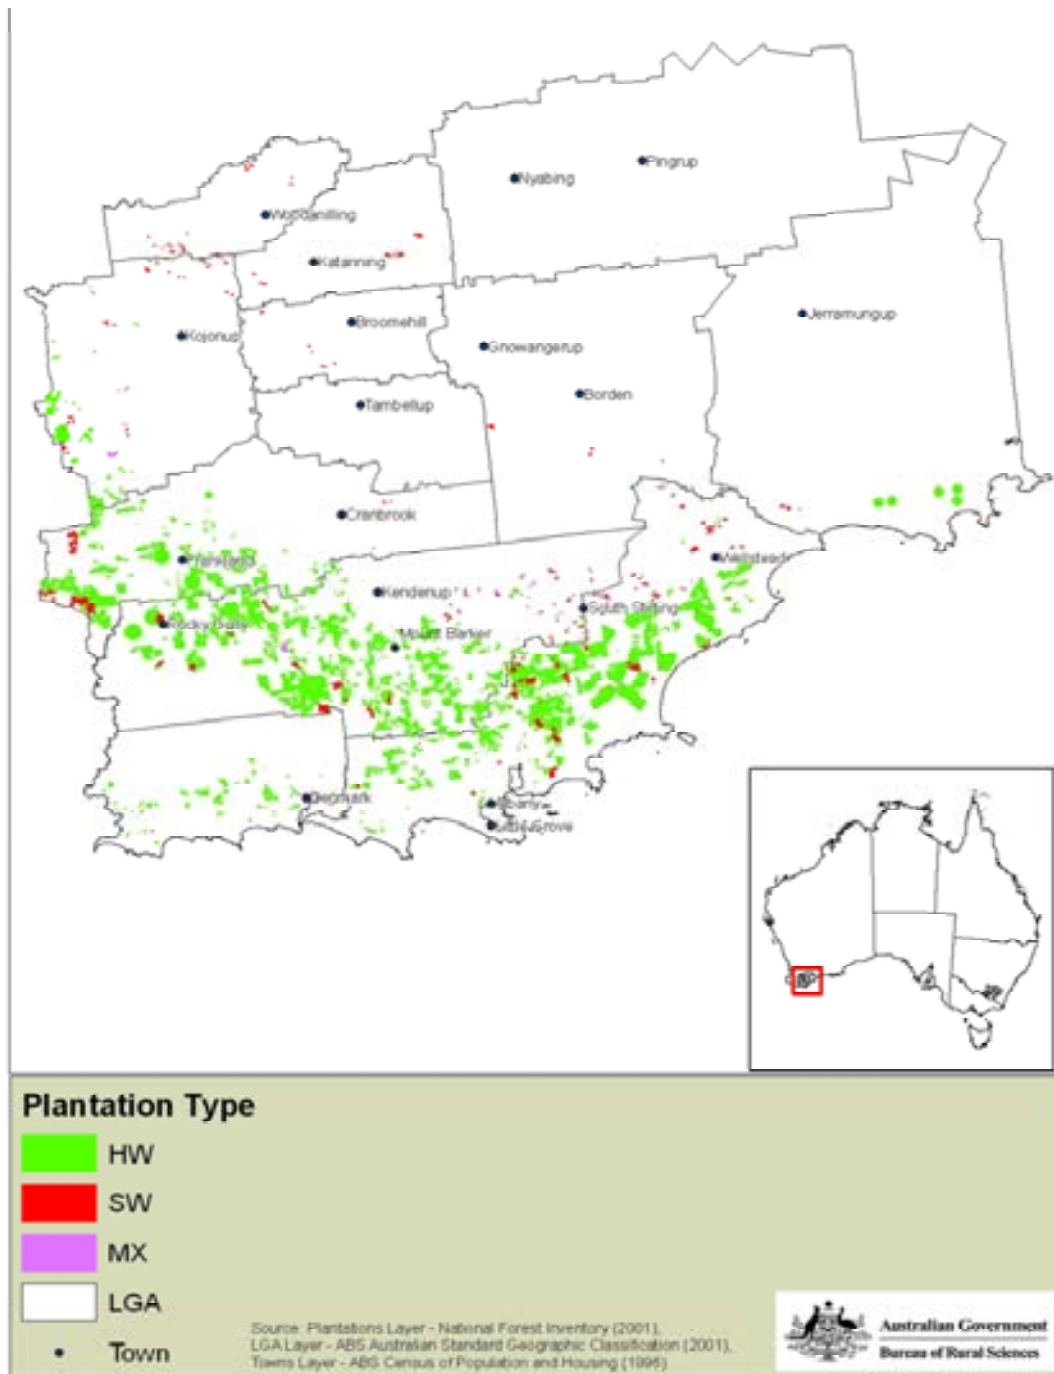 Pingrup
Nyabing
Woodanilling
Katanning
Jerramungup
Broomehill
Kojonup
Gnowangerup
Borden
Tambellup
Cranbrook
Wellstead
Frankland
Kendenup
South Stirling
Rocky Gully
Mount Barker
Denmark
Albany
Little Grove
Plantation Type
HW
SW
MX
LGA
Town
Source: Plantations Layer - National Forest Inventory (2001),
LGA Layer - ABS Australian Standard Geographic Classification (2001),
Towns Layer - ABS Census of Population and Housing (1996)
Australian Government
Bureau of Rural Sciences